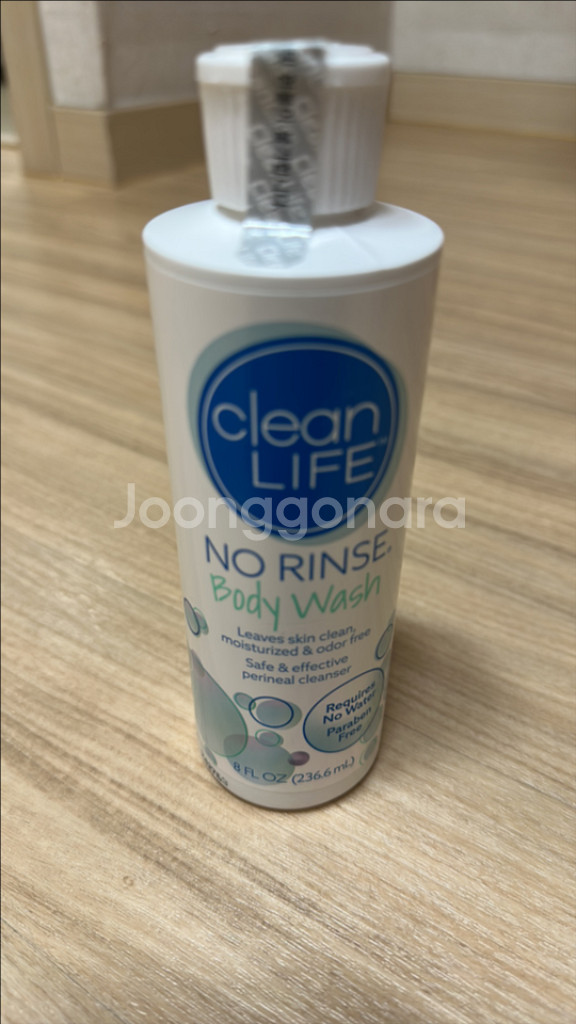 clean
LIFE™
Joonggonara
NO RINSE®
Body Wash
Leaves skin clean,
moisturized & odor free
Safe & effective
perineal cleanser
Requires
No Water
Paraben
Free
8 FL OZ (236.6 mL)